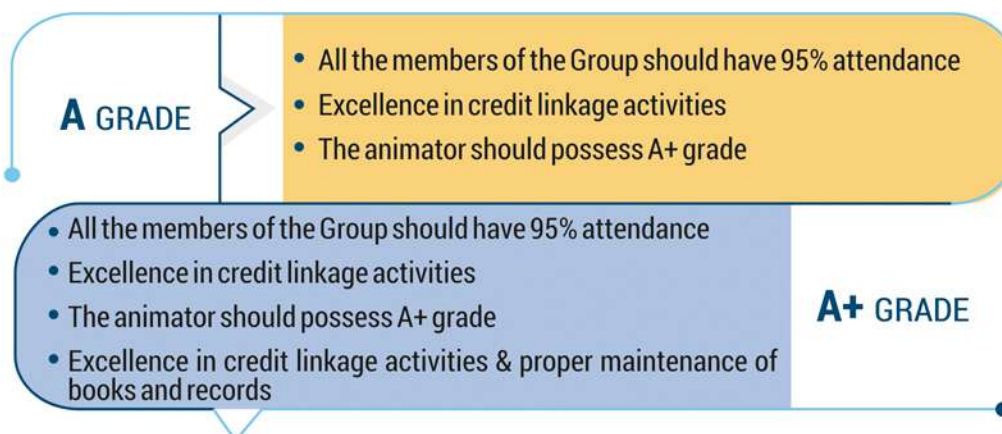 A GRADE
• All the members of the Group should have 95% attendance
• Excellence in credit linkage activities
• The animator should possess A+ grade
• All the members of the Group should have 95% attendance
• Excellence in credit linkage activities
• The animator should possess A+ grade
• Excellence in credit linkage activities & proper maintenance of
books and records
A+ GRADE